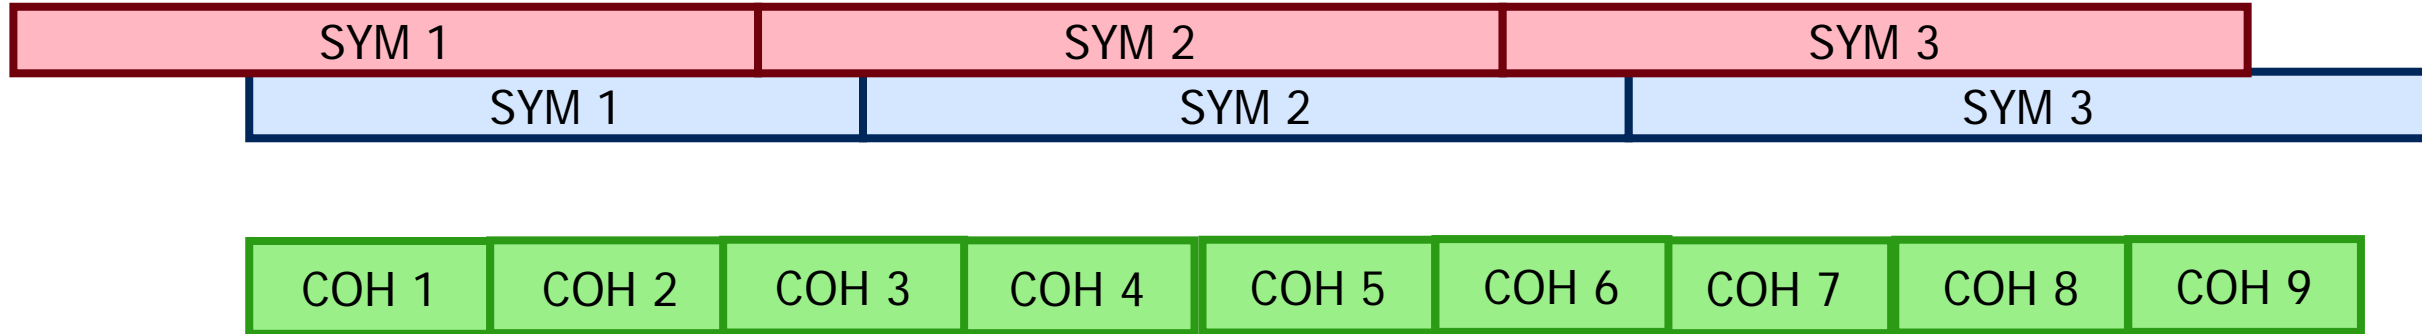 SYM 1 SYM 2 SYM 3
SYM 1 SYM 2 SYM 3
COH 1 COH 2 COH 3 COH 4 COH 5 COH 6 COH 7 COH 8 COH 9